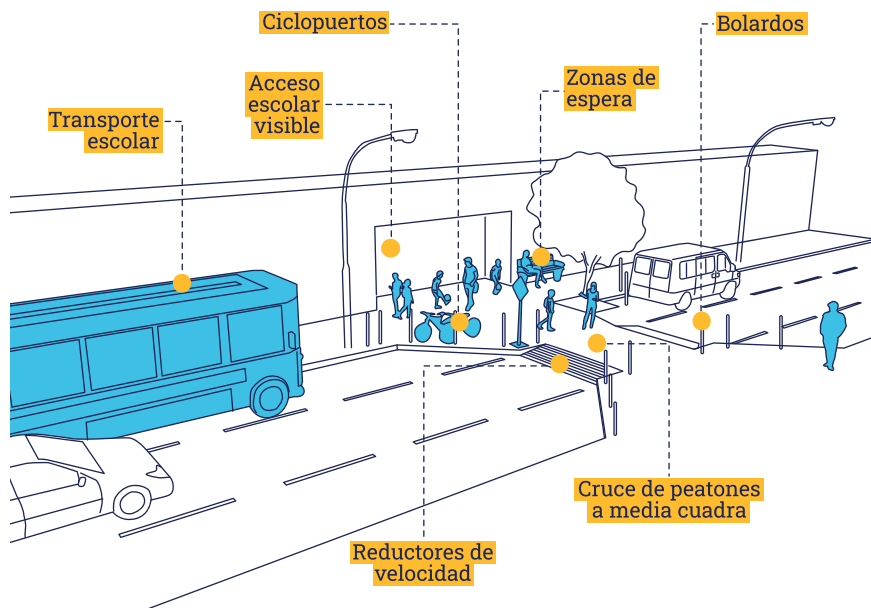 Ciclopuertos
Bolardos
Acceso
escolar
visible
Zonas de
espera
Transporte
escolar
Cruce de peatones
a media cuadra
Reductores de
velocidad